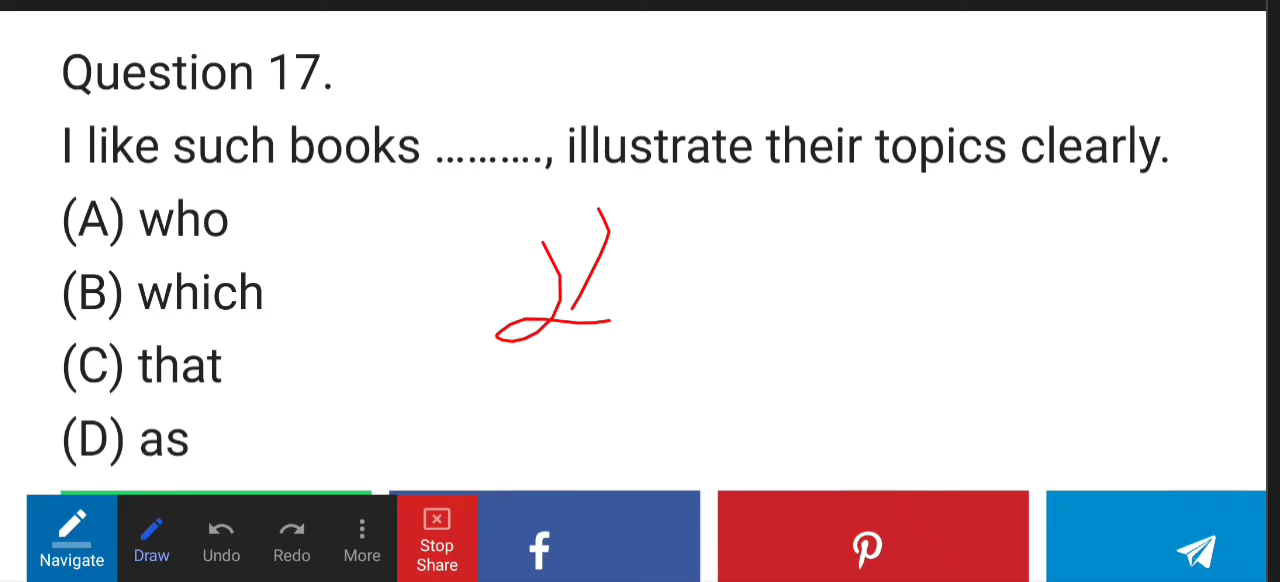 Question 17.
I like such books .........., illustrate their topics clearly.
(A) who
(B) which
(C) that
(D) as
Navigate
Draw
Undo
Redo
More
Stop
Share